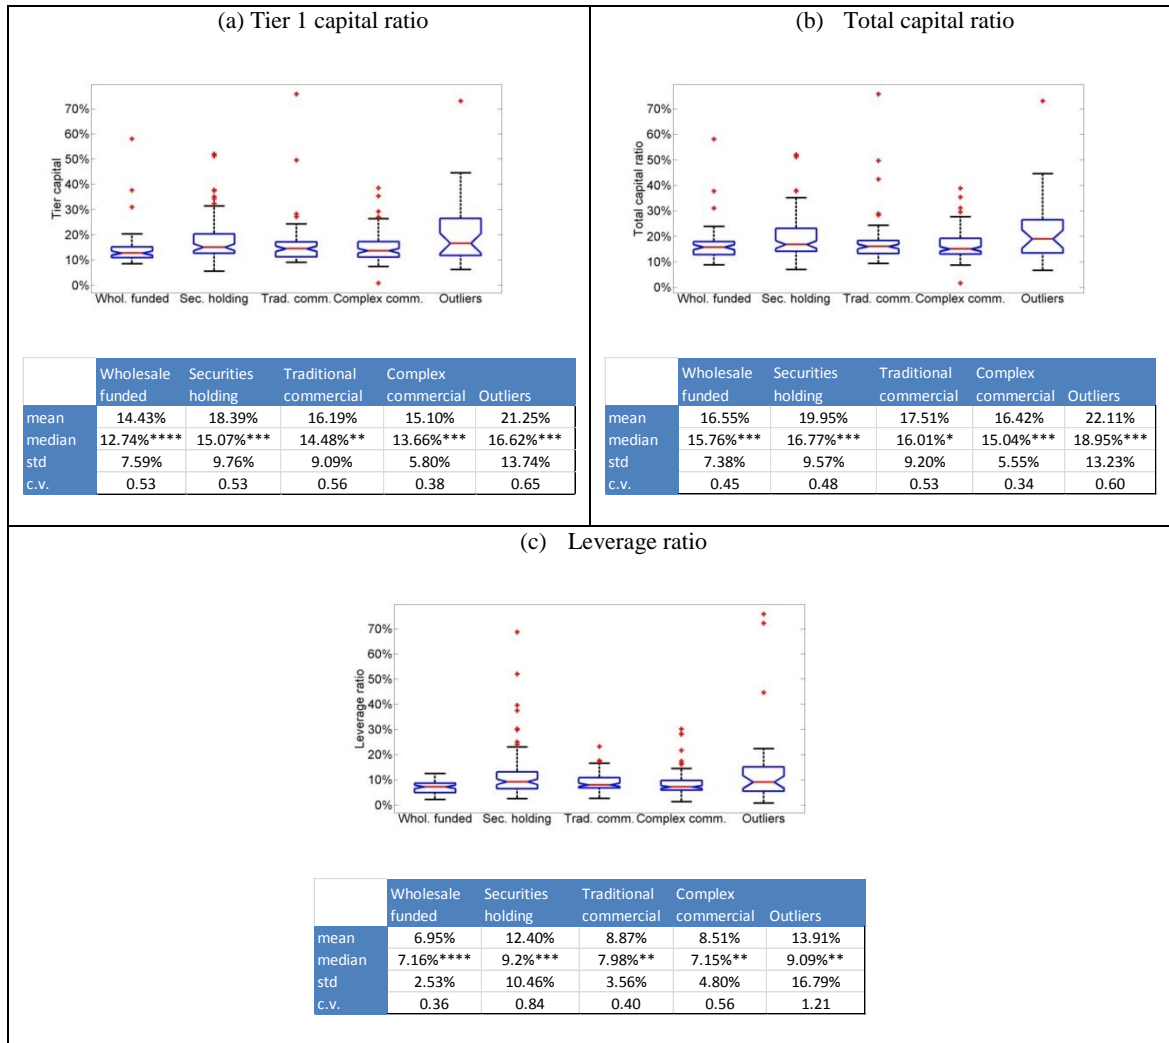 (a) Tier 1 capital ratio
70%
60%
50%
40%
30%
20%
10%
0%
Tier capital
Whol. funded Sec. holding Trad. comm. Complex comm. Outliers
Wholesale Securities Traditional Complex
funded holding commercial commercial Outliers
mean 14.43% 18.39% 16.19% 15.10% 21.25%
median 12.74%**** 15.07%*** 14.48%** 13.66%*** 16.62%***
std 7.59% 9.76% 9.09% 5.80% 13.74%
c.v. 0.53 0.53 0.56 0.38 0.65
(b) Total capital ratio
70%
60%
50%
40%
30%
20%
10%
0%
Total capital ratio
Whol. funded Sec. holding Trad. comm. Complex comm. Outliers
Wholesale Securities Traditional Complex
funded holding commercial commercial Outliers
mean 16.55% 19.95% 17.51% 16.42% 22.11%
median 15.76%*** 16.77%*** 16.01%* 15.04%*** 18.95%***
std 7.38% 9.57% 9.20% 5.55% 13.23%
c.v. 0.45 0.48 0.53 0.34 0.60
(c) Leverage ratio
70%
60%
50%
40%
30%
20%
10%
0%
Leverage ratio
Whol. funded Sec. holding Trad. comm. Complex comm. Outliers
Wholesale Securities Traditional Complex
funded holding commercial commercial Outliers
mean 6.95% 12.40% 8.87% 8.51% 13.91%
median 7.16%**** 9.2%*** 7.98%** 7.15%** 9.09%**
std 2.53% 10.46% 3.56% 4.80% 16.79%
c.v. 0.36 0.84 0.40 0.56 1.21